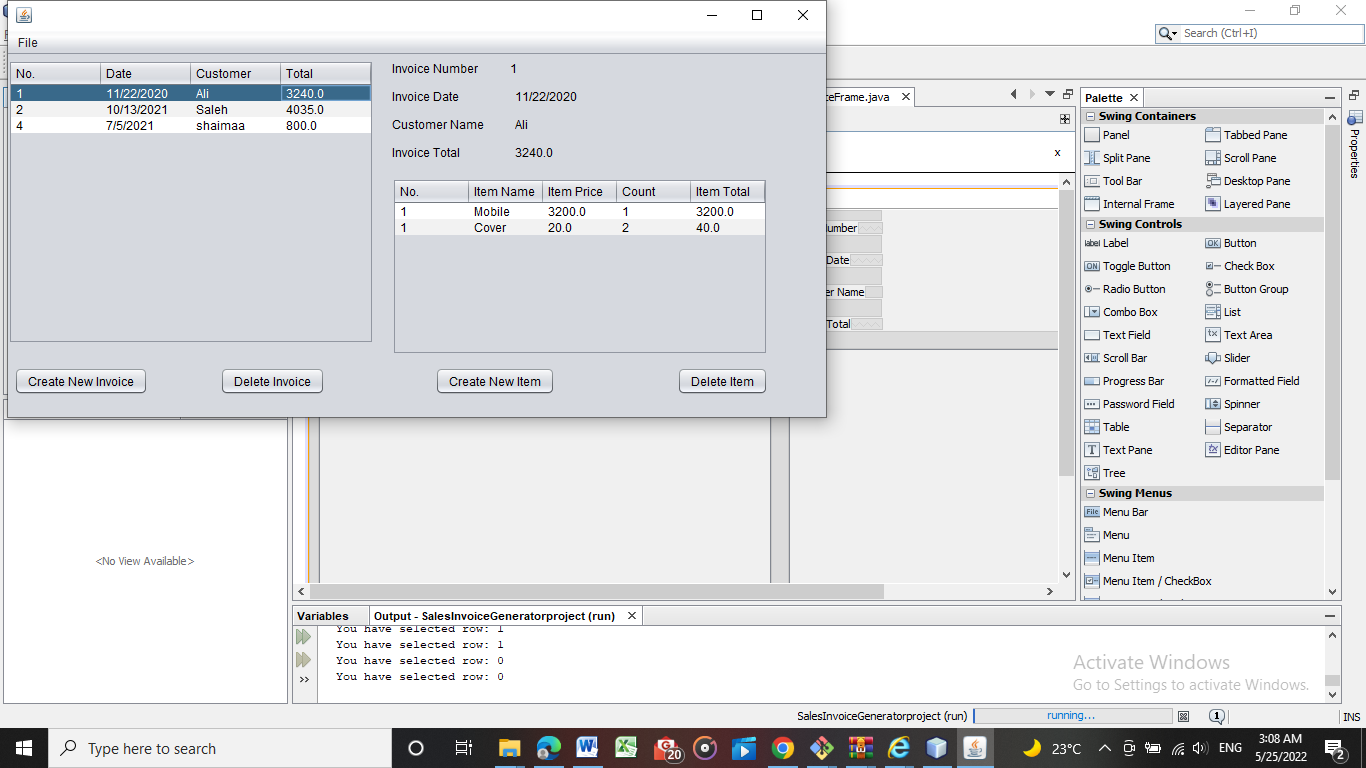 File
No. Date Customer Total
1 11/22/2020 Ali 3240.0
2 10/13/2021 Saleh 4035.0
4 7/5/2021 shaimaa 800.0
Invoice Number 1
Invoice Date 11/22/2020
Customer Name Ali
Invoice Total 3240.0
No. Item Name Item Price Count Item Total
1 Mobile 3200.0 1 3200.0
1 Cover 20.0 2 40.0
Create New Invoice Delete Invoice Create New Item Delete Item
Search (Ctrl+I)
ceFrame.java
x
umber
Date
er Name
Total
Palette
Swing Containers
Panel Tabbed Pane
Split Pane Scroll Pane
Tool Bar Desktop Pane
Internal Frame Layered Pane
Swing Controls
label Label OK Button
ON Toggle Button Check Box
Radio Button Button Group
Combo Box List
Text Field Text Area
Scroll Bar Slider
Progress Bar Formatted Field
Password Field Spinner
Table Separator
T Text Pane Editor Pane
Tree
Swing Menus
File Menu Bar
Menu
Menu Item
Menu Item / CheckBox
Properties
<No View Available>
Variables Output - SalesInvoiceGeneratorproject (run)
You have selected row: 1
You have selected row: 1
You have selected row: 0
You have selected row: 0
Activate Windows
Go to Settings to activate Windows.
SalesInvoiceGeneratorproject (run) running... 1 INS
Type here to search
20
23°C ENG
3:08 AM
5/25/2022
2